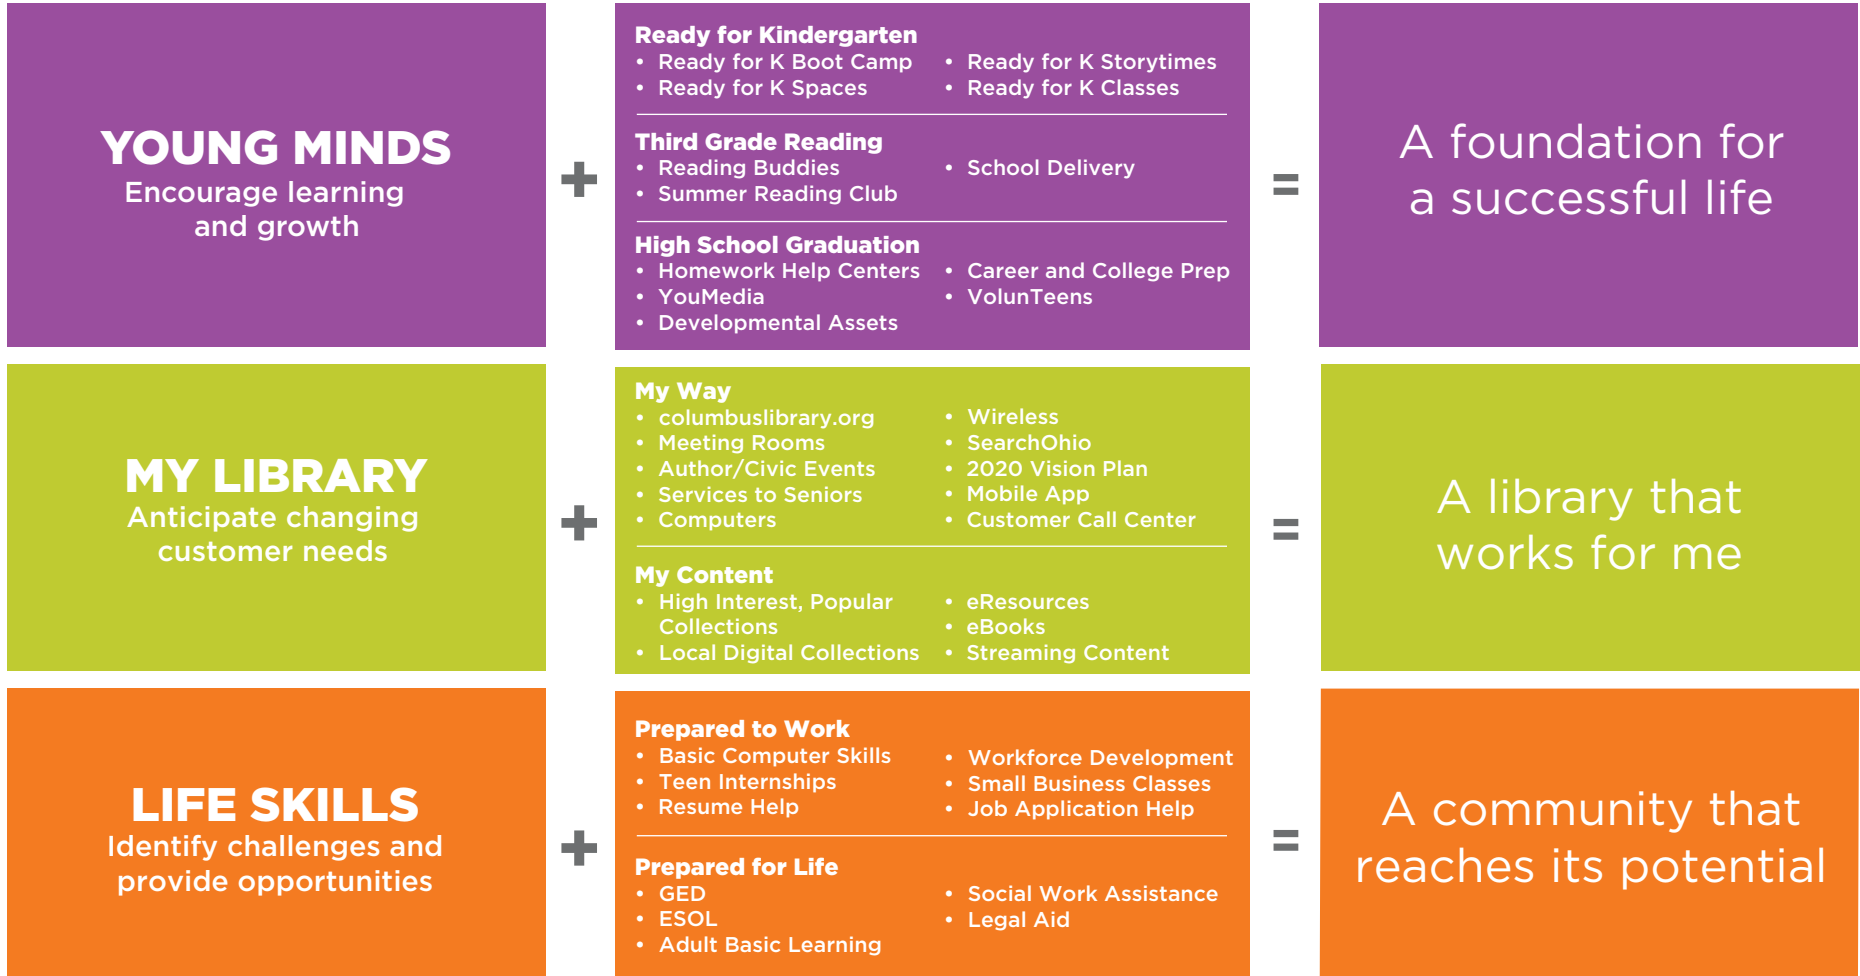 YOUNG MINDS
Encourage learning
and growth
+
Ready for Kindergarten
• Ready for K Boot Camp
• Ready for K Spaces
• Ready for K Storytimes
• Ready for K Classes
Third Grade Reading
• Reading Buddies
• Summer Reading Club
• School Delivery
High School Graduation
• Homework Help Centers
• YouMedia
• Developmental Assets
• Career and College Prep
• VolunTeens
=
A foundation for
a successful life
MY LIBRARY
Anticipate changing
customer needs
+
My Way
• columbuslibrary.org
• Meeting Rooms
• Author/Civic Events
• Services to Seniors
• Computers
• Wireless
• SearchOhio
• 2020 Vision Plan
• Mobile App
• Customer Call Center
My Content
• High Interest, Popular
Collections
• Local Digital Collections
• eResources
• eBooks
• Streaming Content
=
A library that
works for me
LIFE SKILLS
Identify challenges and
provide opportunities
+
Prepared to Work
• Basic Computer Skills
• Teen Internships
• Resume Help
• Workforce Development
• Small Business Classes
• Job Application Help
Prepared for Life
• GED
• ESOL
• Adult Basic Learning
• Social Work Assistance
• Legal Aid
=
A community that
reaches its potential